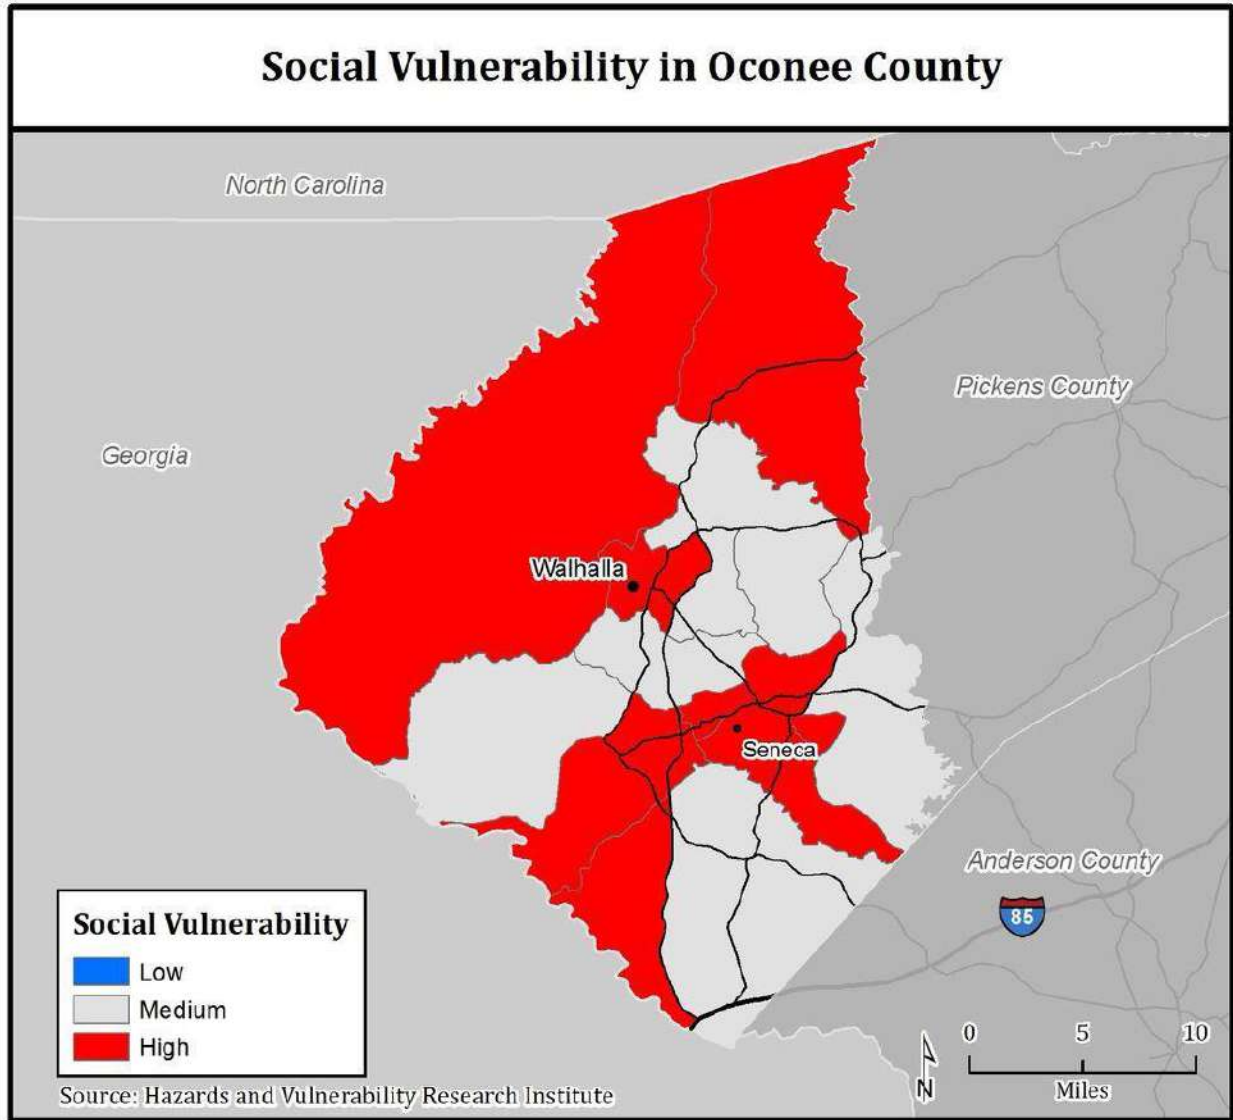 Social Vulnerability in Oconee County
North Carolina
Pickens County
Georgia
Walhalla
Seneca
Anderson County
85
Social Vulnerability
Low
Medium
High
0 5 10
Miles
N
Source: Hazards and Vulnerability Research Institute